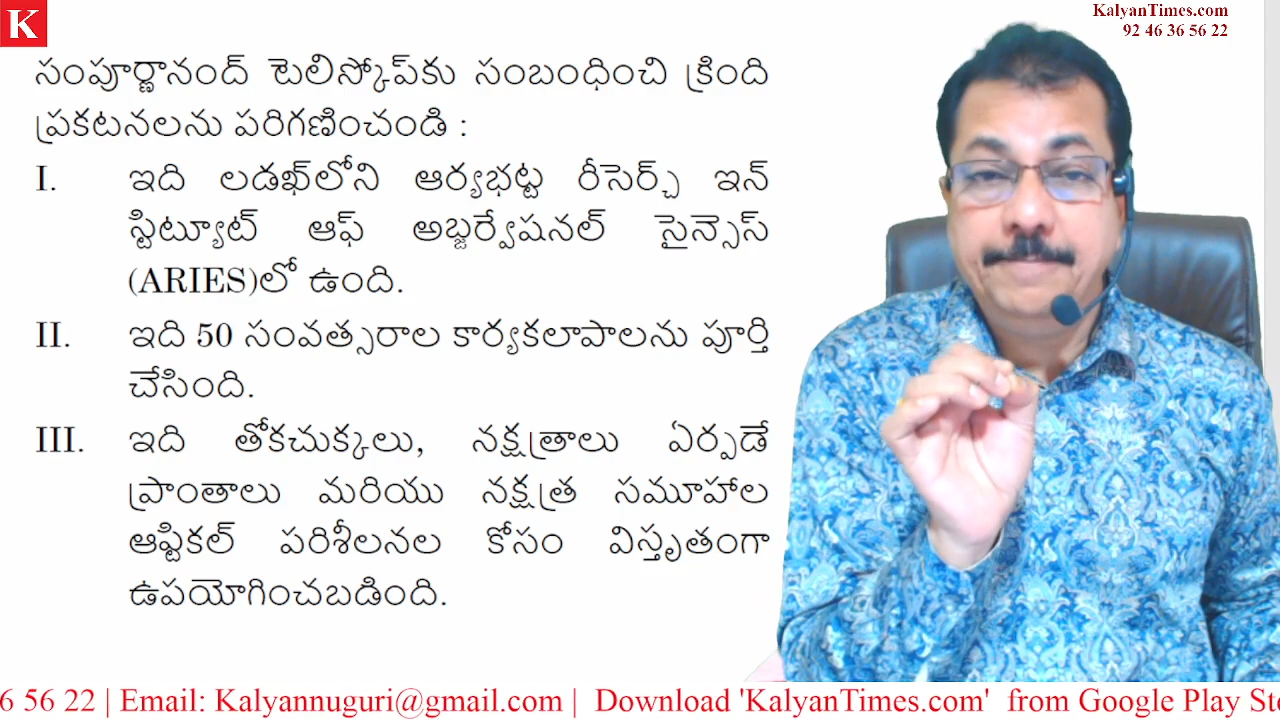 K
KalyanTimes.com
92 46 36 56 22
సంపూర్ణానంద్ టెలిస్కోప్‌కు సంబంధించి క్రింది
ప్రకటనలను పరిగణించండి :
I. ఇది లడఖ్‌లోని ఆర్యభట్ట రీసెర్చ్ ఇన్
స్టిట్యూట్ ఆఫ్ అబ్జర్వేషనల్ సైన్సెస్
(ARIES)లో ఉంది.
II. ఇది 50 సంవత్సరాల కార్యకలాపాలను పూర్తి
చేసింది.
III. ఇది తోకచుక్కలు, నక్షత్రాలు ఏర్పడే
ప్రాంతాలు మరియు నక్షత్ర సమూహాల
ఆప్టికల్ పరిశీలనల కోసం విస్తృతంగా
ఉపయోగించబడింది.
6 56 22 | Email: Kalyannuguri@gmail.com | Download 'KalyanTimes.com' from Google Play Sto